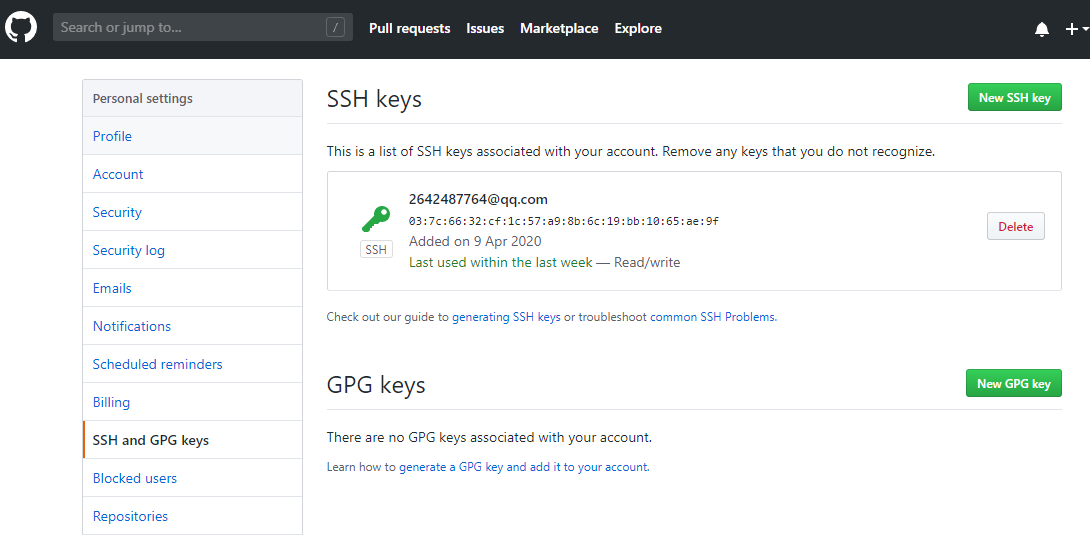 Search or jump to...
/
Pull requests
Issues
Marketplace
Explore
Personal settings
Profile
Account
Security
Security log
Emails
Notifications
Scheduled reminders
Billing
SSH and GPG keys
Blocked users
Repositories
SSH keys
New SSH key
This is a list of SSH keys associated with your account. Remove any keys that you do not recognize.
SSH
2642487764@qq.com
03:7c:66:32:cf:1c:57:a9:8b:6c:19:bb:10:65:ae:9f
Added on 9 Apr 2020
Last used within the last week — Read/write
Delete
Check out our guide to generating SSH keys or troubleshoot common SSH Problems.
GPG keys
New GPG key
There are no GPG keys associated with your account.
Learn how to generate a GPG key and add it to your account.